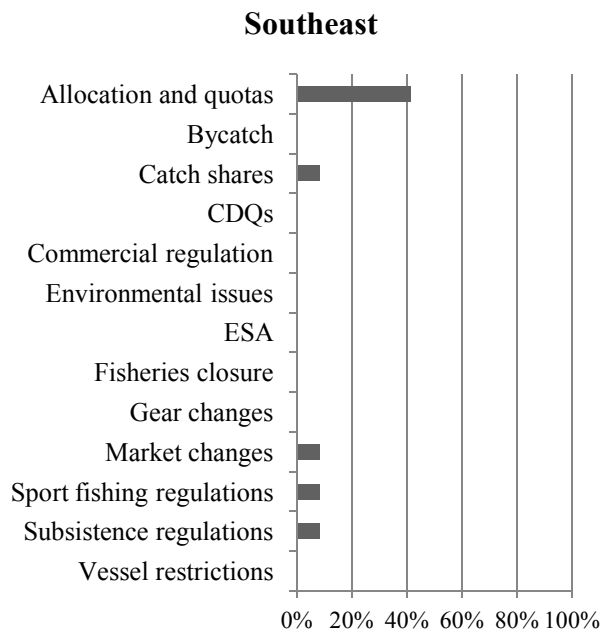 Southeast
Allocation and quotas
Bycatch
Catch shares
CDQs
Commercial regulation
Environmental issues
ESA
Fisheries closure
Gear changes
Market changes
Sport fishing regulations
Subsistence regulations
Vessel restrictions
0% 20% 40% 60% 80% 100%